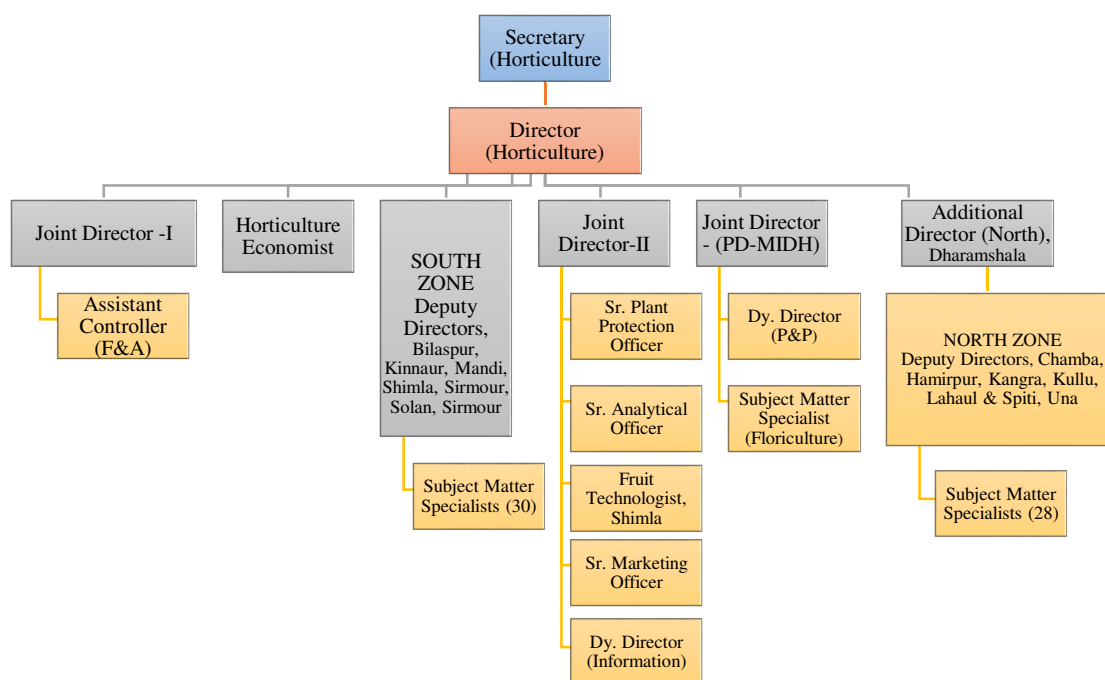 Secretary
(Horticulture
Director
(Horticulture)
Joint Director -I
Assistant
Controller
(F&A)
Horticulture
Economist
SOUTH
ZONE
Deputy
Directors,
Bilaspur,
Kinnaur, Mandi,
Shimla, Sirmour,
Solan, Sirmour
Subject Matter
Specialists (30)
Joint
Director-II
Sr. Plant
Protection
Officer
Sr. Analytical
Officer
Fruit
Technologist,
Shimla
Sr. Marketing
Officer
Dy. Director
(Information)
Joint Director
- (PD-MIDH)
Dy. Director
(P&P)
Subject Matter
Specialist
(Floriculture)
Additional
Director (North),
Dharamshala
NORTH ZONE
Deputy Directors, Chamba,
Hamirpur, Kangra, Kullu,
Lahaul & Spiti, Una
Subject Matter
Specialists (28)